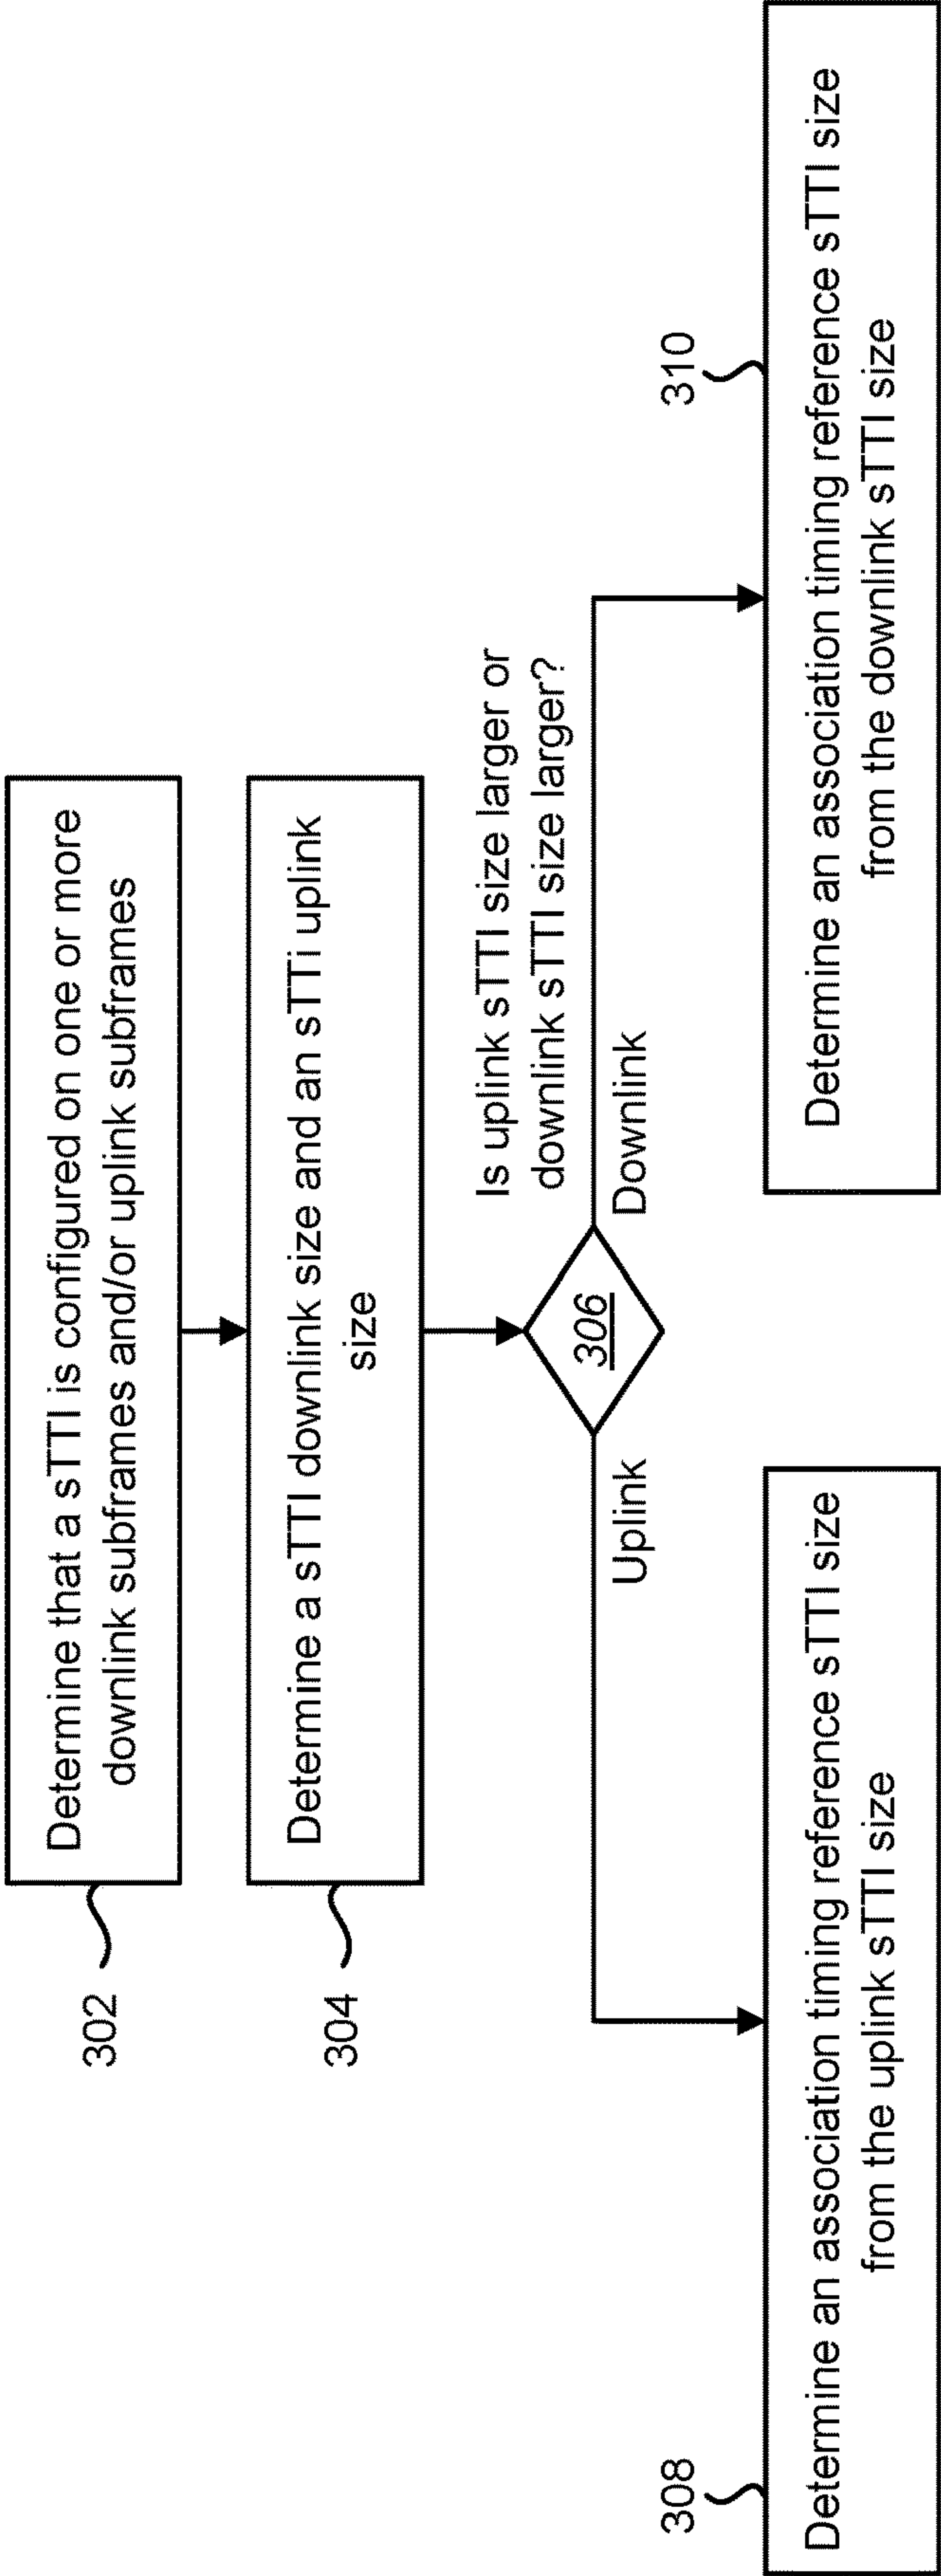 302
Determine that a sTTI is configured on one or more
downlink subframes and/or uplink subframes
304
Determine a sTTI downlink size and an sTTi uplink
size
Is uplink sTTI size larger or
downlink sTTI size larger?
306
Uplink
Downlink
308
Determine an association timing reference sTTI size
from the uplink sTTI size
310
Determine an association timing reference sTTI size
from the downlink sTTI size